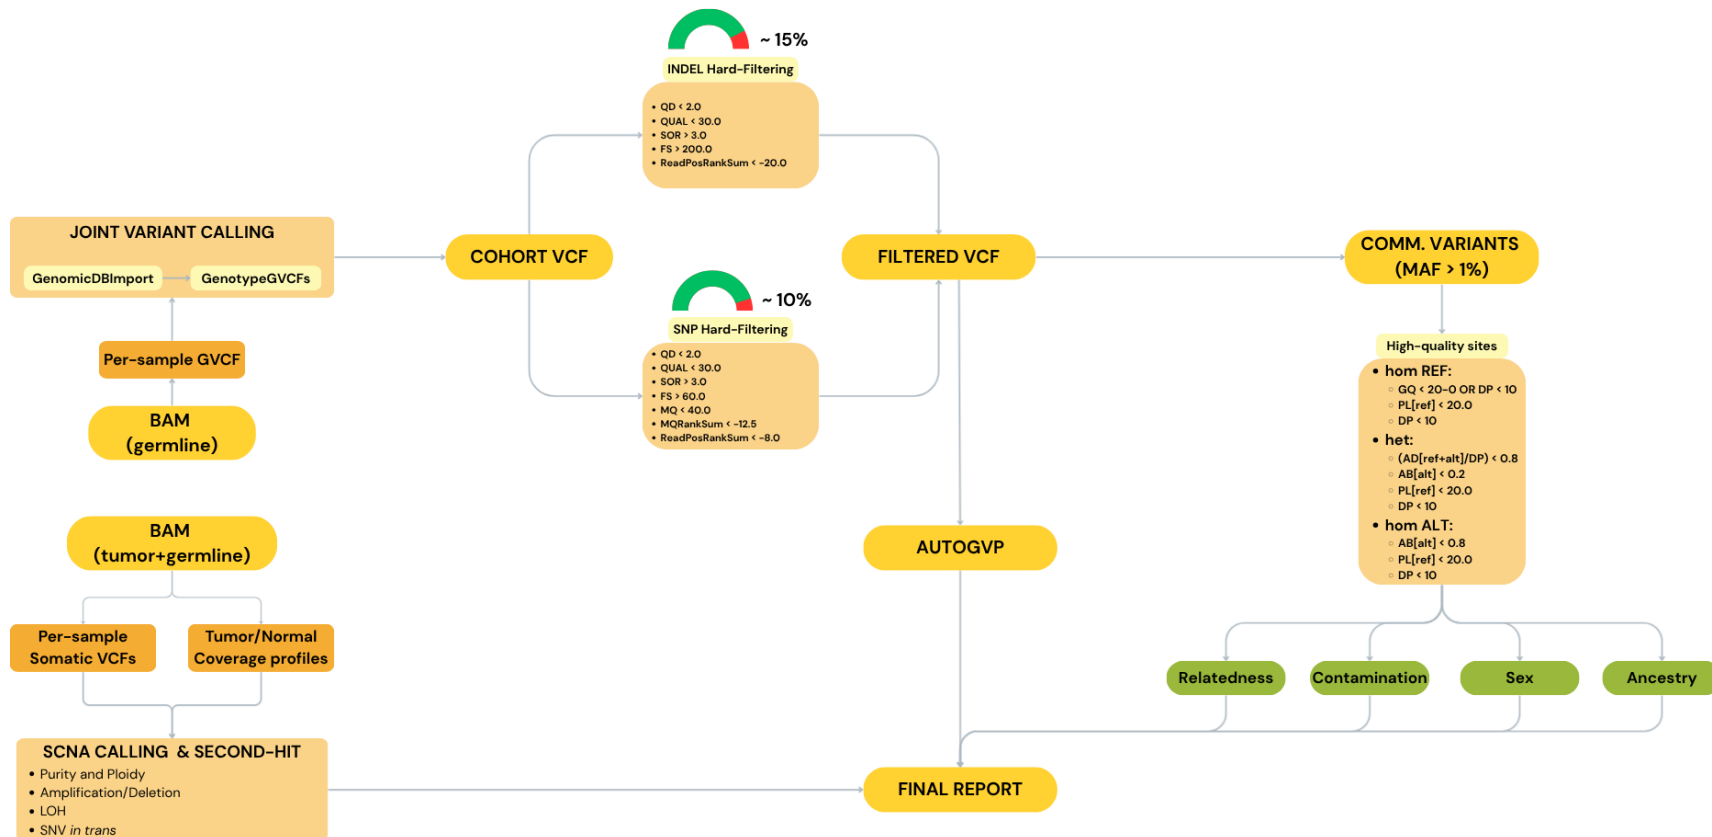 ~ 15%
INDEL Hard-Filtering
• QD < 2.0
• QUAL < 30.0
• SOR > 3.0
• FS > 200.0
• ReadPosRankSum < -20.0
JOINT VARIANT CALLING
GenomicDBImport
GenotypeGVCFs
COHORT VCF
FILTERED VCF
COMM. VARIANTS
(MAF > 1%)
~ 10%
SNP Hard-Filtering
• QD < 2.0
• QUAL < 30.0
• SOR > 3.0
• FS > 60.0
• MQ < 40.0
• MQRankSum < -12.5
• ReadPosRankSum < -8.0
Per-sample GVCF
BAM
(germline)
High-quality sites
• hom REF:
◦ GQ < 20-0 OR DP < 10
◦ PL[ref] < 20.0
◦ DP < 10
• het:
◦ (AD[ref+alt]/DP) < 0.8
◦ AB[alt] < 0.2
◦ PL[ref] < 20.0
◦ DP < 10
• hom ALT:
◦ AB[alt] < 0.8
◦ PL[ref] < 20.0
◦ DP < 10
BAM
(tumor+germline)
AUTOGVP
Per-sample
Somatic VCFs
Tumor/Normal
Coverage profiles
Relatedness
Contamination
Sex
Ancestry
SCNA CALLING & SECOND-HIT
• Purity and Ploidy
• Amplification/Deletion
• LOH
• SNV in trans
FINAL REPORT